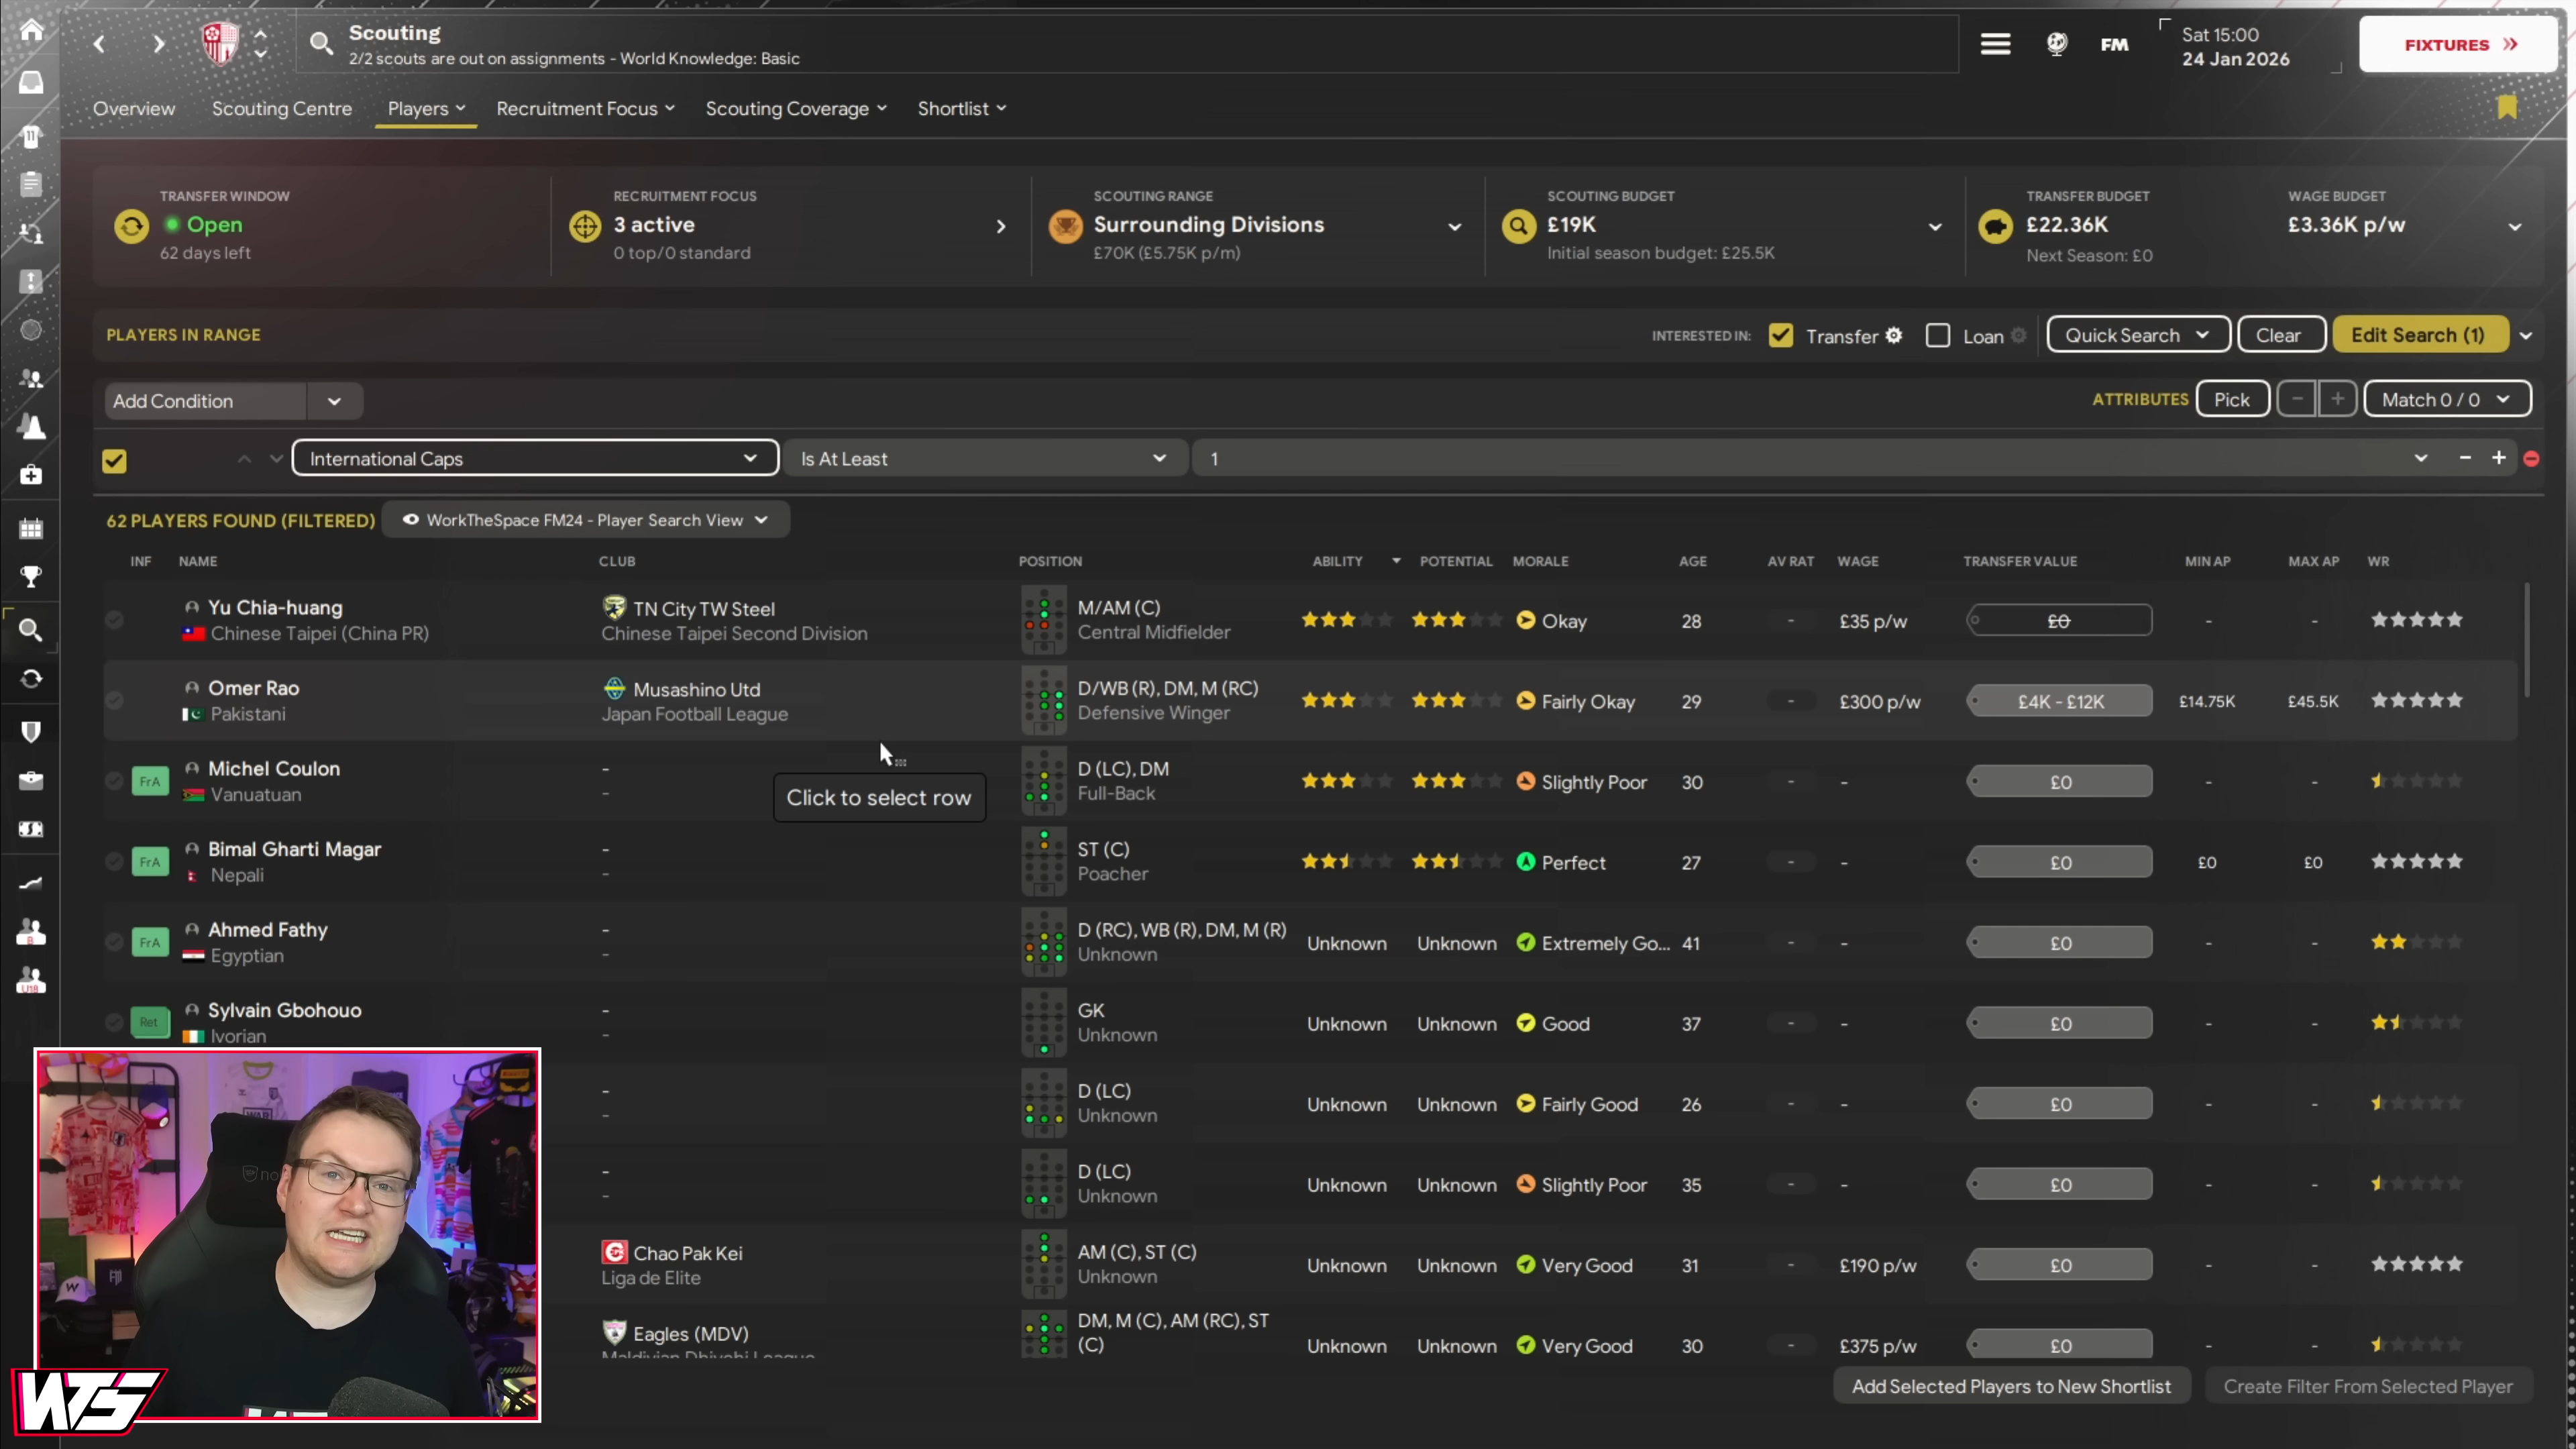 Scouting
2/2 scouts are out on assignments - World Knowledge: Basic
FM
Sat 15:00
24 Jan 2026
FIXTURES
Overview
Scouting Centre
Players
Recruitment Focus
Scouting Coverage
Shortlist
TRANSFER WINDOW
Open
62 days left
RECRUITMENT FOCUS
3 active
0 top/0 standard
SCOUTING RANGE
Surrounding Divisions
£70K (£5.75K p/m)
SCOUTING BUDGET
£19K
Initial season budget: £25.5K
TRANSFER BUDGET
£22.36K
Next Season: £0
WAGE BUDGET
£3.36K p/w
PLAYERS IN RANGE
INTERESTED IN: Transfer Loan
Quick Search
Clear
Edit Search (1)
Add Condition
ATTRIBUTES Pick - + Match 0 / 0
International Caps Is At Least 1 - +
62 PLAYERS FOUND (FILTERED) WorkTheSpace FM24 - Player Search View
INF NAME CLUB POSITION ABILITY POTENTIAL MORALE AGE AV RAT WAGE TRANSFER VALUE MIN AP MAX AP WR
Yu Chia-huang TN City TW Steel M/AM (C) Okay 28 - £35 p/w £0 - -
Chinese Taipei (China PR) Chinese Taipei Second Division Central Midfielder
Omer Rao Musashino Utd D/WB (R), DM, M (RC) Fairly Okay 29 - £300 p/w £4K - £12K £14.75K £45.5K
Pakistani Japan Football League Defensive Winger
FrA Michel Coulon - D (LC), DM Slightly Poor 30 - - £0 - -
Vanuatuan - Full-Back
Click to select row
FrA Bimal Gharti Magar - ST (C) Perfect 27 - - £0 £0 £0
Nepali - Poacher
FrA Ahmed Fathy - D (RC), WB (R), DM, M (R) Unknown Unknown Extremely Go... 41 - - £0 - -
Egyptian - Unknown
Ret Sylvain Gbohouo - GK Unknown Unknown Good 37 - - £0 - -
Ivorian - Unknown
- D (LC) Unknown Unknown Fairly Good 26 - - £0 - -
- Unknown
- D (LC) Unknown Unknown Slightly Poor 35 - - £0 - -
- Unknown
Chao Pak Kei AM (C), ST (C) Unknown Unknown Very Good 31 - £190 p/w £0 - -
Liga de Elite Unknown
Eagles (MDV) DM, M (C), AM (RC), ST (C) Unknown Unknown Very Good 30 - £375 p/w £0 - -
Maldivian Dhivehi League
Add Selected Players to New Shortlist
Create Filter From Selected Player
11
B
U18
WTS